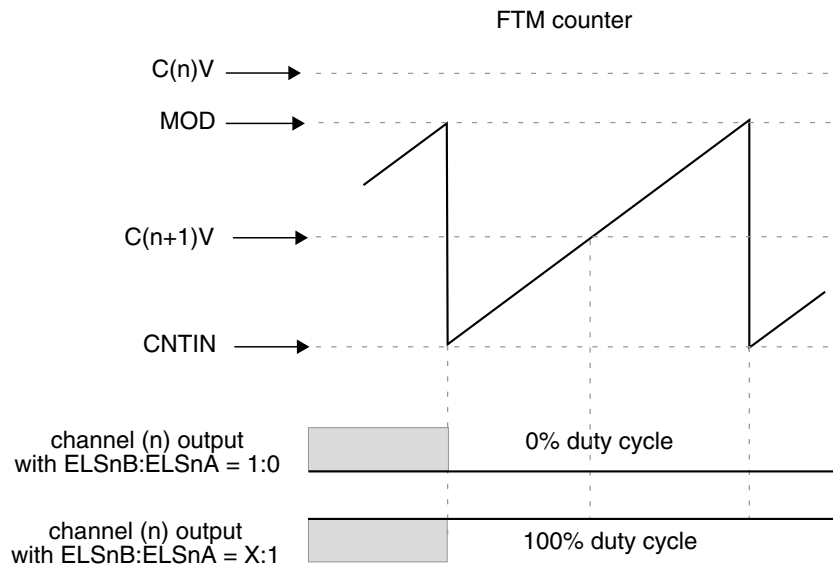 FTM counter
C(n)V
MOD
C(n+1)V
CNTIN
channel (n) output
with ELSnB:ELSnA = 1:0
0% duty cycle
channel (n) output
with ELSnB:ELSnA = X:1
100% duty cycle